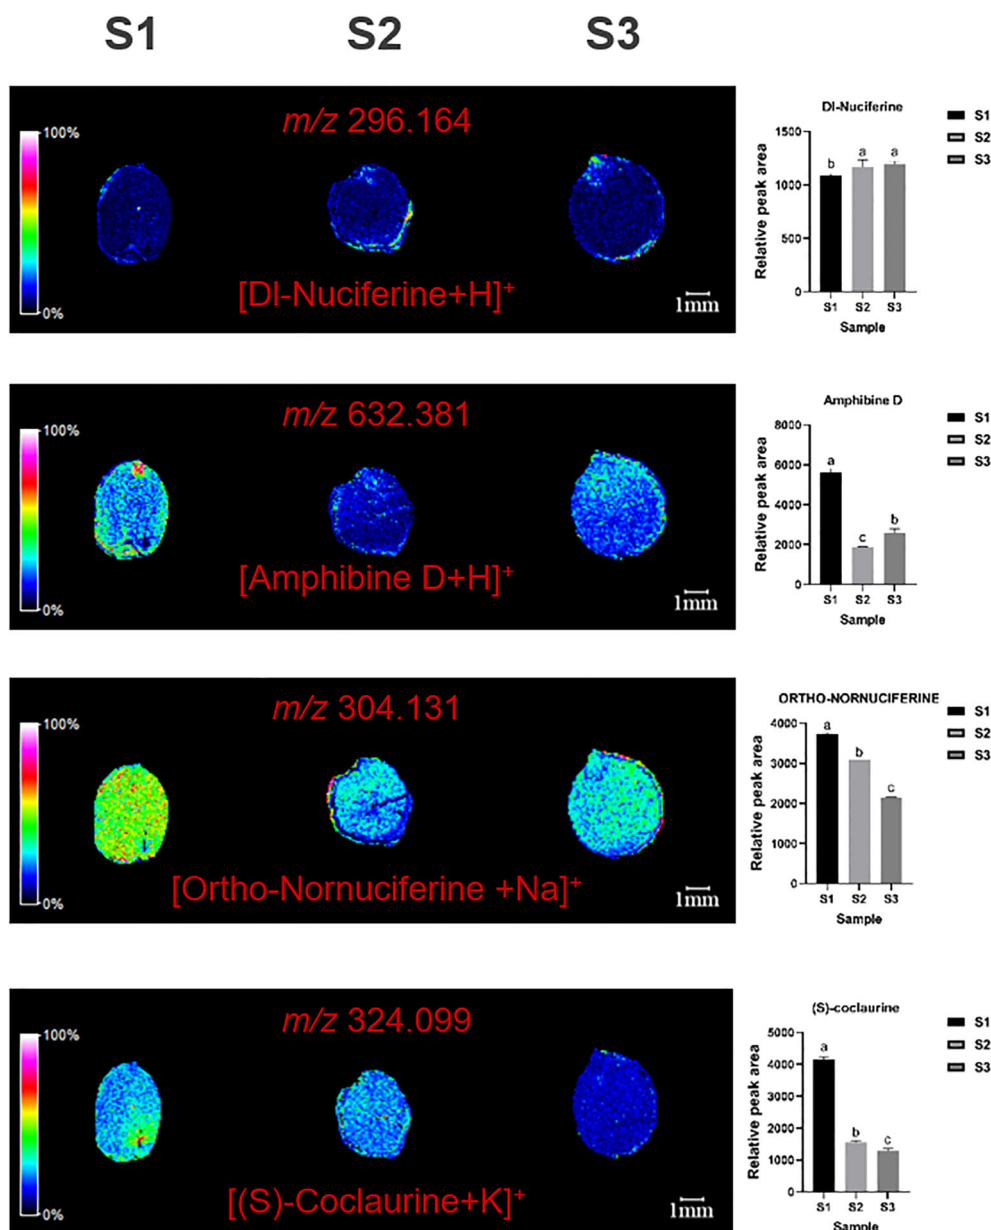 S1 S2 S3
m/z 296.164
100%
0%
[Dl-Nuciferine+H]⁺
1mm
Dl-Nuciferine
S1
S2
S3
Relative peak area
1500
1000
500
0
b a a
S1 S2 S3
Sample
m/z 632.381
100%
0%
[Amphibine D+H]⁺
1mm
Amphibine D
S1
S2
S3
Relative peak area
8000
6000
4000
2000
0
a c b
S1 S2 S3
Sample
m/z 304.131
100%
0%
[Ortho-Nornuciferine +Na]⁺
1mm
ORTHO-NORNUCIFERINE
S1
S2
S3
Relative peak area
4000
3000
2000
1000
0
a b c
S1 S2 S3
Sample
m/z 324.099
100%
0%
[(S)-Coclaurine+K]⁺
1mm
(S)-coclaurine
S1
S2
S3
Relative peak area
5000
4000
3000
2000
1000
0
a b c
S1 S2 S3
Sample